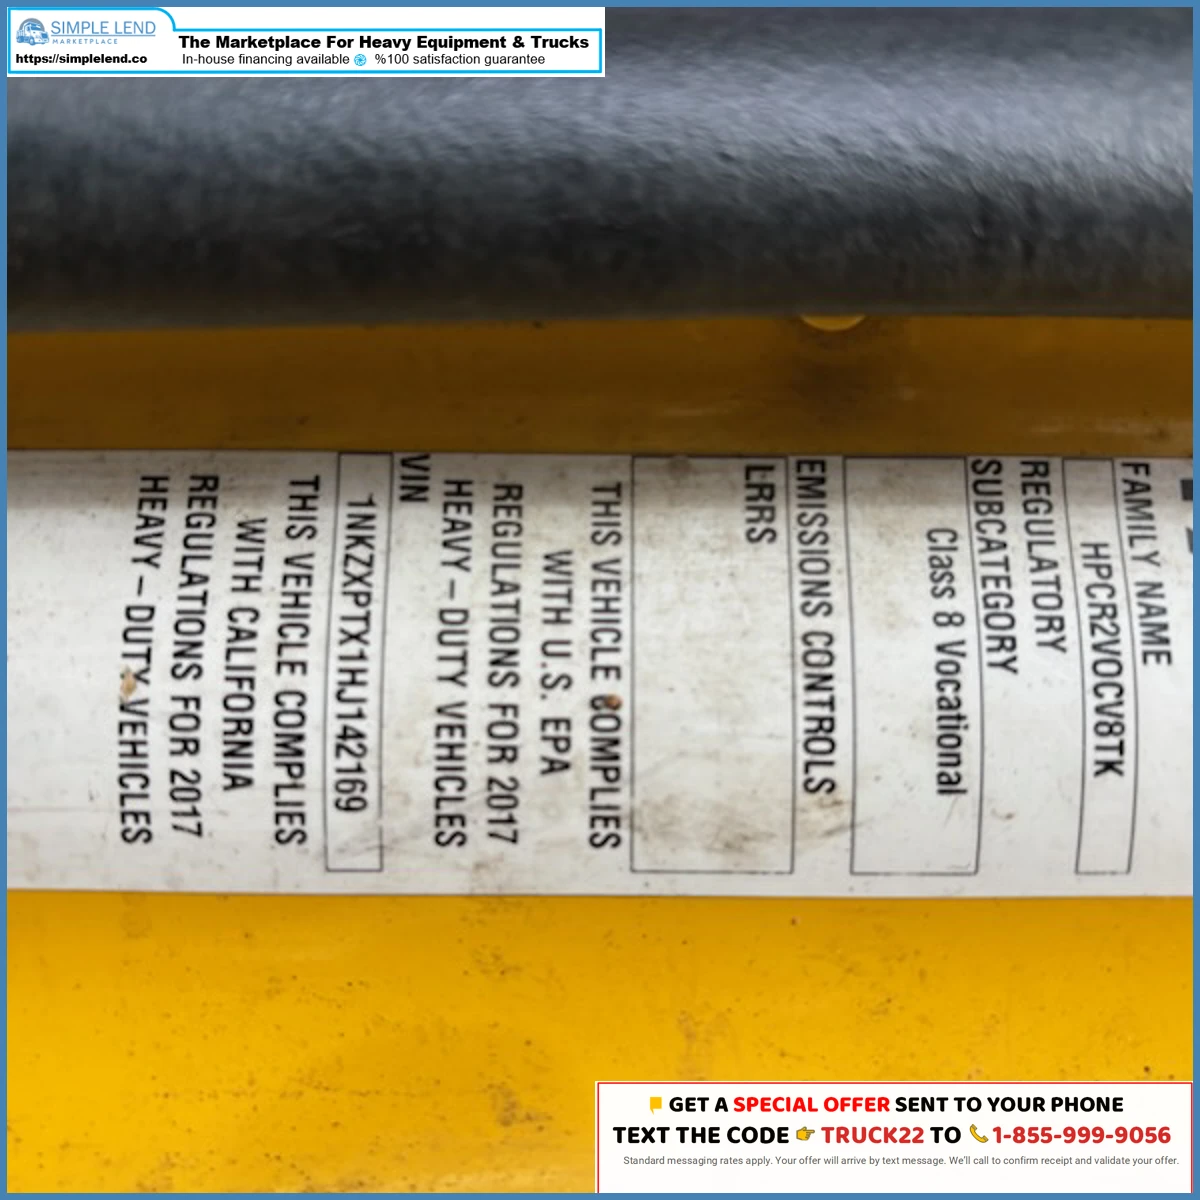 SIMPLE LEND
MARKETPLACE
https://simplelend.co
The Marketplace For Heavy Equipment & Trucks
In-house financing available %100 satisfaction guarantee
FAMILY NAME
HPCR2VOCV8TK
REGULATORY
SUBCATEGORY
Class 8 Vocational
EMISSIONS CONTROLS
LRRS
THIS VEHICLE COMPLIES
WITH U.S. EPA
REGULATIONS FOR 2017
HEAVY-DUTY VEHICLES
VIN
1NKZXPTX1HJ142169
THIS VEHICLE COMPLIES
WITH CALIFORNIA
REGULATIONS FOR 2017
HEAVY-DUTY VEHICLES
GET A SPECIAL OFFER SENT TO YOUR PHONE
TEXT THE CODE TRUCK22 TO 1-855-999-9056
Standard messaging rates apply. Your offer will arrive by text message. We'll call to confirm receipt and validate your offer.